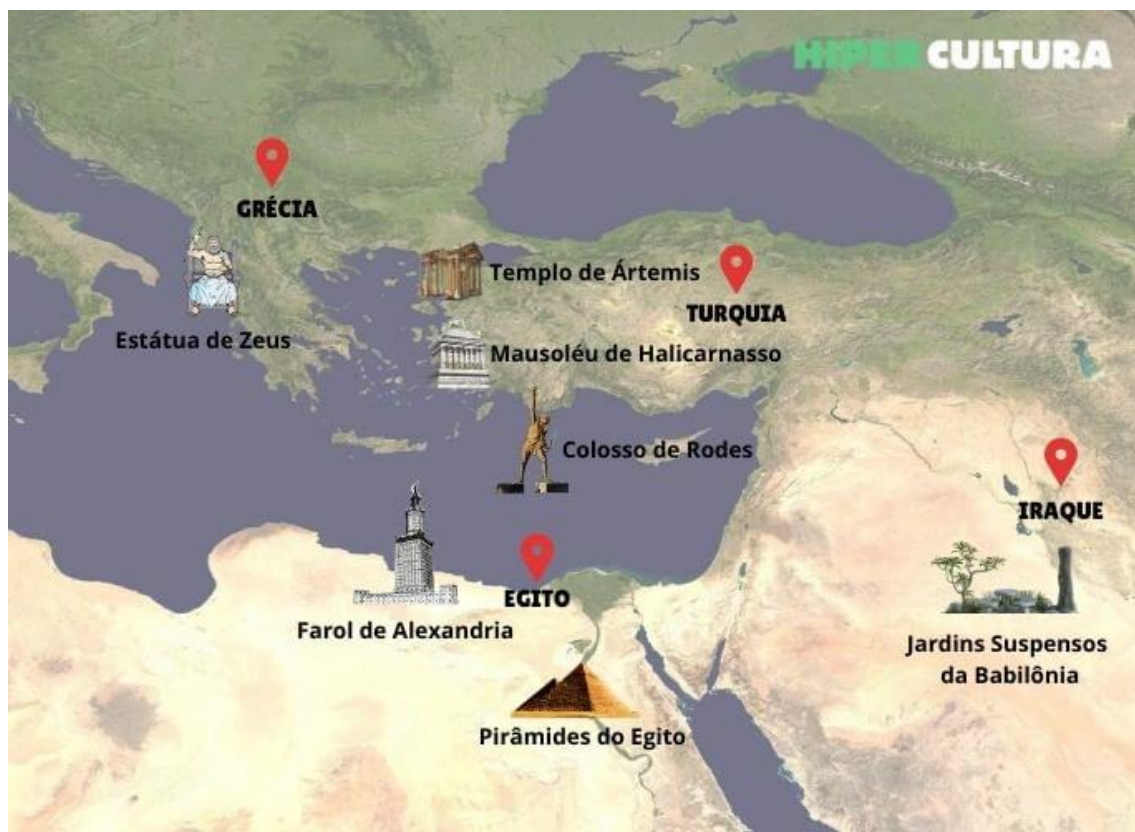 HIPERCULTURA
GRÉCIA
Templo de Ártemis
TURQUIA
Estátua de Zeus
Mausoléu de Halicarnasso
Colosso de Rodes
IRAQUE
EGITO
Farol de Alexandria
Jardins Suspensos
da Babilônia
Pirâmides do Egito